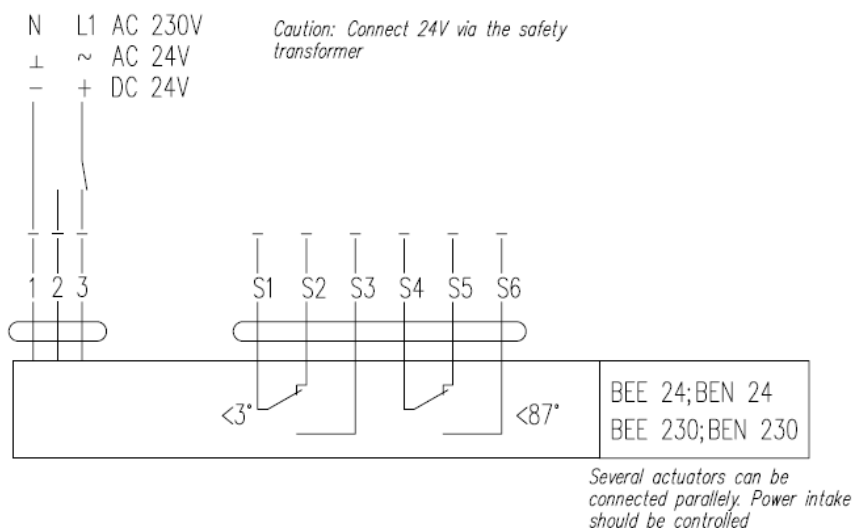 N L1 AC 230V
⊥ ~ AC 24V
− + DC 24V
Caution: Connect 24V via the safety
transformer
1 2 3 S1 S2 S3 S4 S5 S6
<3° <87°
BEE 24;BEN 24
BEE 230;BEN 230
Several actuators can be
connected parallely. Power intake
should be controlled